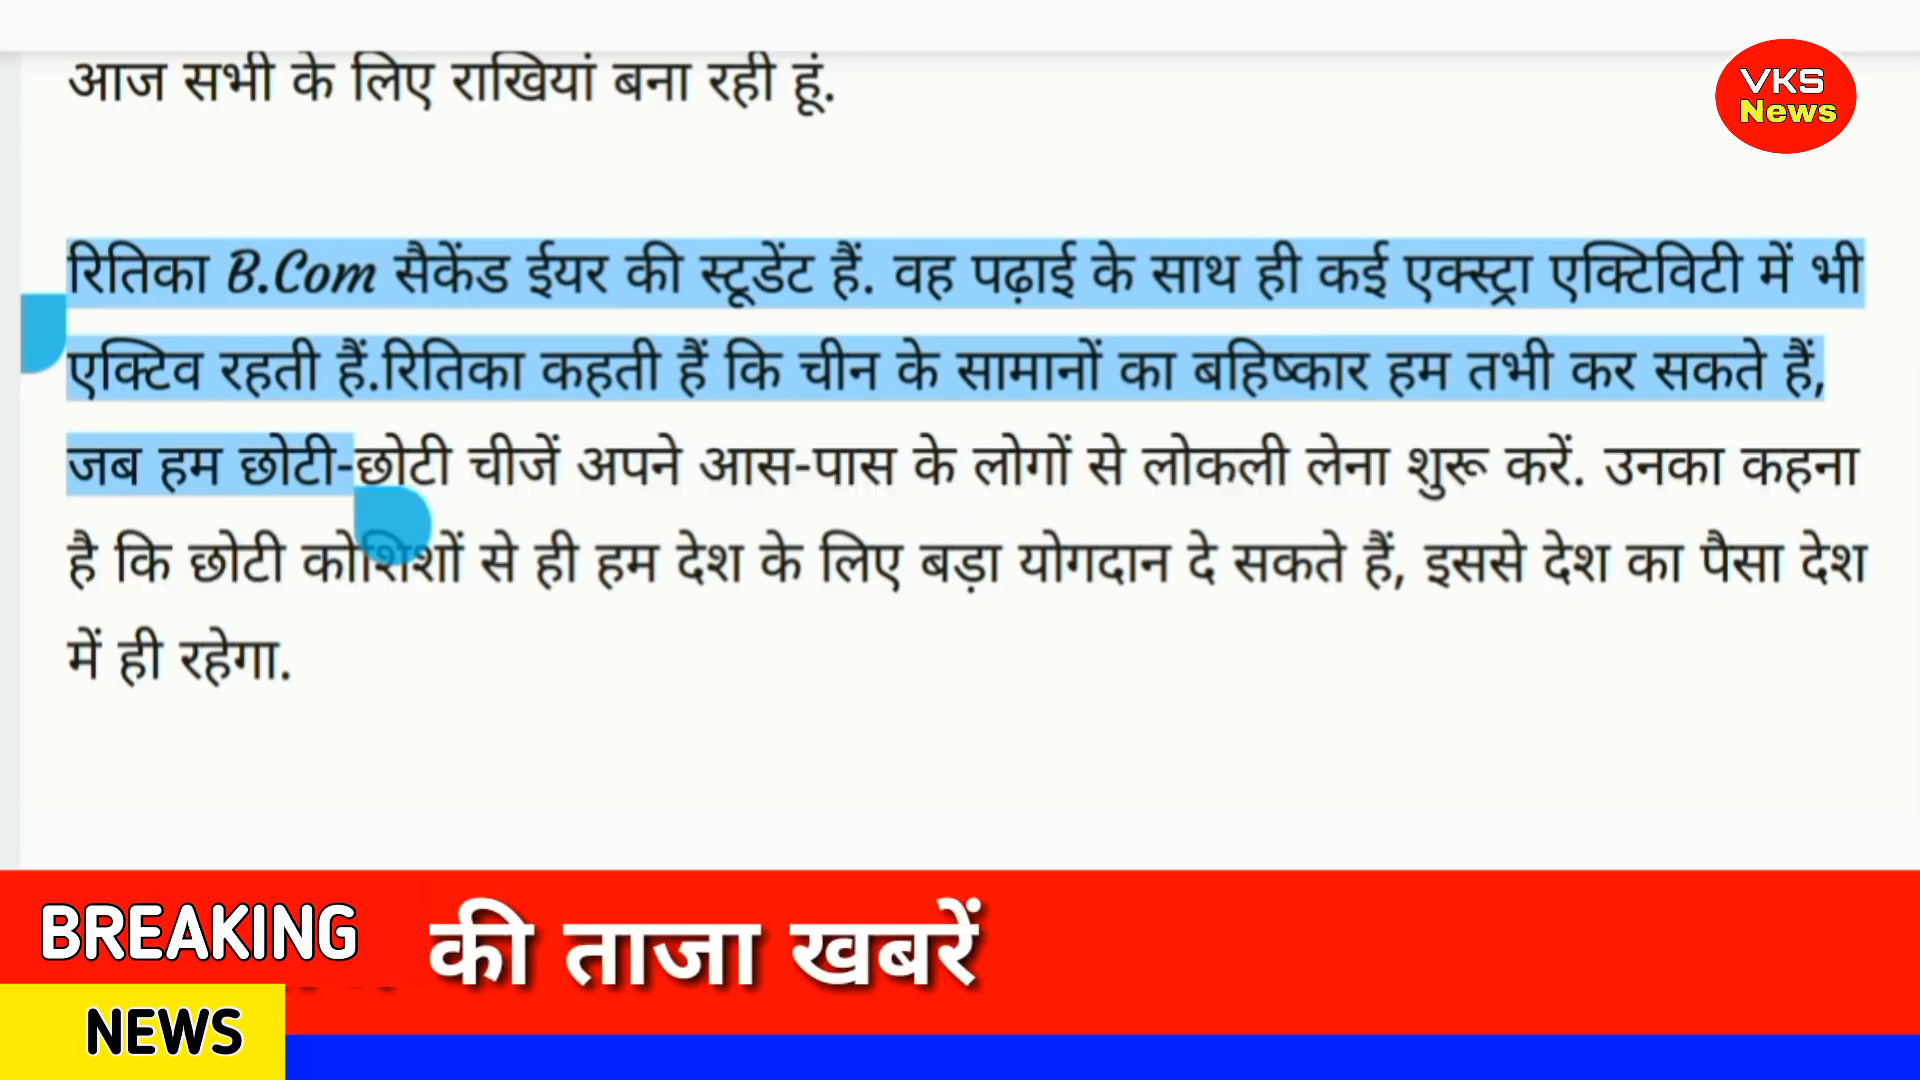 आज सभी के लिए राखियां बना रही हूं.
VKS
News
रितिका B.Com सैकेंड ईयर की स्टूडेंट हैं. वह पढ़ाई के साथ ही कई एक्स्ट्रा एक्टिविटी में भी
एक्टिव रहती हैं.रितिका कहती हैं कि चीन के सामानों का बहिष्कार हम तभी कर सकते हैं,
जब हम छोटी-छोटी चीजें अपने आस-पास के लोगों से लोकली लेना शुरू करें. उनका कहना
है कि छोटी कोशिशों से ही हम देश के लिए बड़ा योगदान दे सकते हैं, इससे देश का पैसा देश
में ही रहेगा.
BREAKING
की ताजा खबरें
NEWS